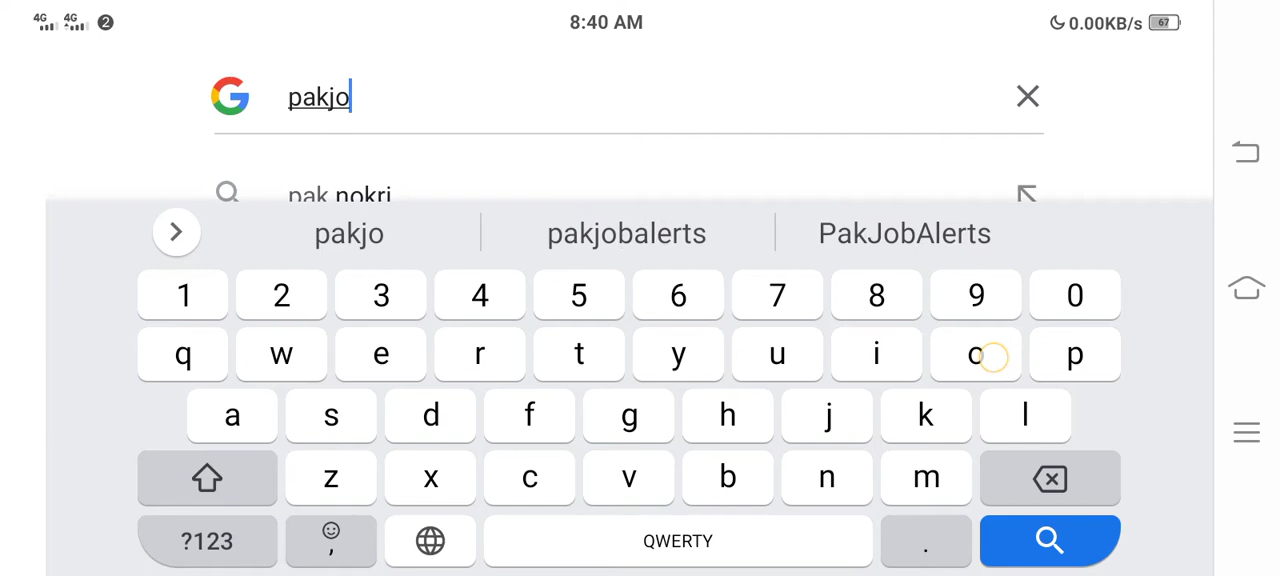 4G 4G 2 8:40 AM 0.00KB/s 67
pakjo
pak nokri
pakjo pakjobalerts PakJobAlerts
1 2 3 4 5 6 7 8 9 0
q w e r t y u i o p
a s d f g h j k l
z x c v b n m
?123 , QWERTY .